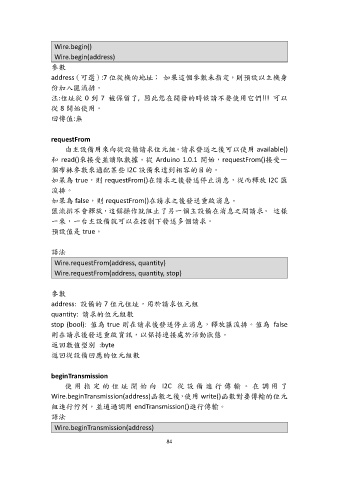 Wire.begin()
Wire.begin(address)
參數
address（可選）:7 位從機的地址； 如果這個參數未指定，則預設以主機身
份加入匯流排。
注:位址從 0 到 7 被保留了, 因此您在開發的時候請不要使用它們!!! 可以
從 8 開始使用。
回傳值:無
requestFrom
由主設備用來向從設備請求位元組。請求發送之後可以使用 available()
和 read()來接受並讀取數據。從 Arduino 1.0.1 開始，requestFrom()接受一
個布林參數來適配某些 I2C 設備來達到相容的目的。
如果為 true，則 requestFrom()在請求之後發送停止消息，從而釋放 I2C 匯
流排。
如果為 false，則 requestFrom()在請求之後發送重啟消息。
匯流排不會釋放，這個操作就阻止了另一個主設備在消息之間請求。 這樣
一來，一台主設備就可以在控制下發送多個請求。
預設值是 true。
語法
Wire.requestFrom(address, quantity)
Wire.requestFrom(address, quantity, stop)
參數
address: 設備的 7 位元位址，用於請求位元組
quantity: 請求的位元組數
stop (bool): 值為 true 則在請求後發送停止消息，釋放匯流排。值為 false
則在請求後發送重啟資訊，以保持連接處於活動狀態。
返回數值型別 :byte
返回從設備回應的位元組數
beginTransmission
使用指定的位址開始向 I2C 從設備進行傳輸。在調用了
Wire.beginTransmission(address)函數之後，使用 write()函數對要傳輸的位元
組進行佇列，並通過調用 endTransmission()進行傳輸。
語法
Wire.beginTransmission(address)
84